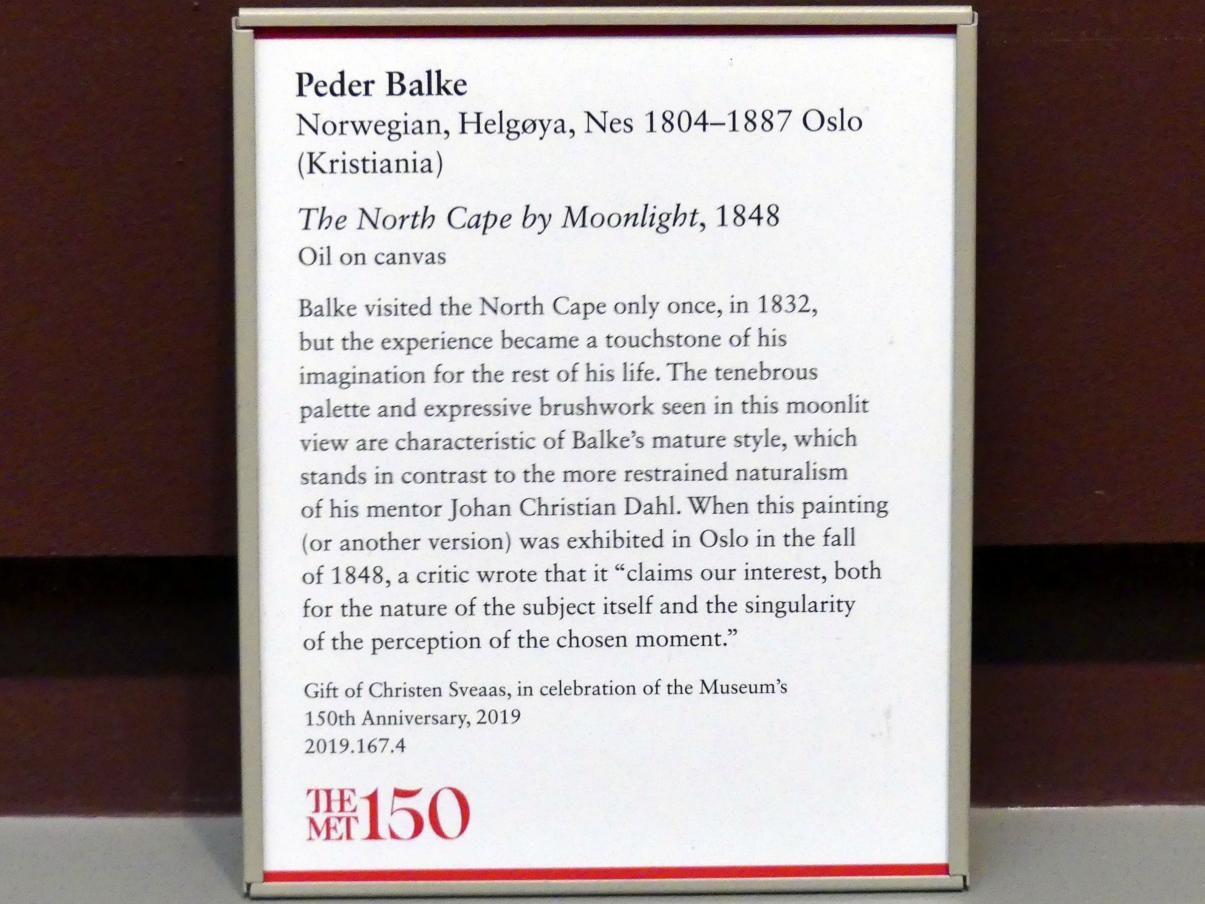 Peder Balke
Norwegian, Helgøya, Nes 1804–1887 Oslo
(Kristiania)
The North Cape by Moonlight, 1848
Oil on canvas
Balke visited the North Cape only once, in 1832,
but the experience became a touchstone of his
imagination for the rest of his life. The tenebrous
palette and expressive brushwork seen in this moonlit
view are characteristic of Balke’s mature style, which
stands in contrast to the more restrained naturalism
of his mentor Johan Christian Dahl. When this painting
(or another version) was exhibited in Oslo in the fall
of 1848, a critic wrote that it “claims our interest, both
for the nature of the subject itself and the singularity
of the perception of the chosen moment.”
Gift of Christen Sveaas, in celebration of the Museum’s
150th Anniversary, 2019
2019.167.4
THE MET 150